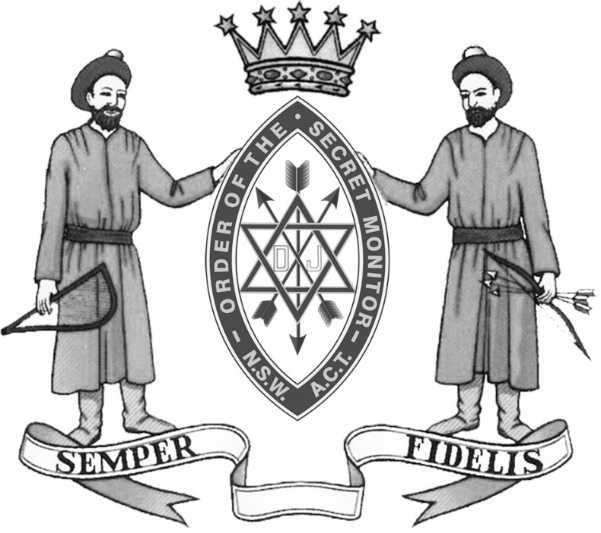 ORDER OF THE · SECRET MONITOR –
– N.S.W. A.C.T.
D J
SEMPER FIDELIS